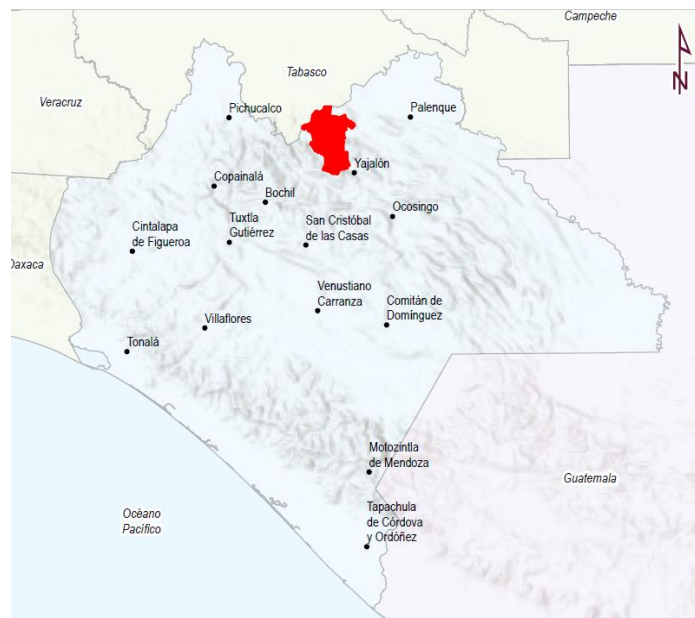 Campeche
N
Tabasco
Veracruz
Pichucalco
Palenque
Yajalón
Copainalá
Bochil
Ocosingo
Cintalapa
de Figueroa
Tuxtla
Gutiérrez
San Cristóbal
de las Casas
Oaxaca
Venustiano
Carranza
Comitán de
Domínguez
Villaflores
Tonalá
Motozintla
de Mendoza
Guatemala
Océano
Pacífico
Tapachula
de Córdova
y Ordóñez